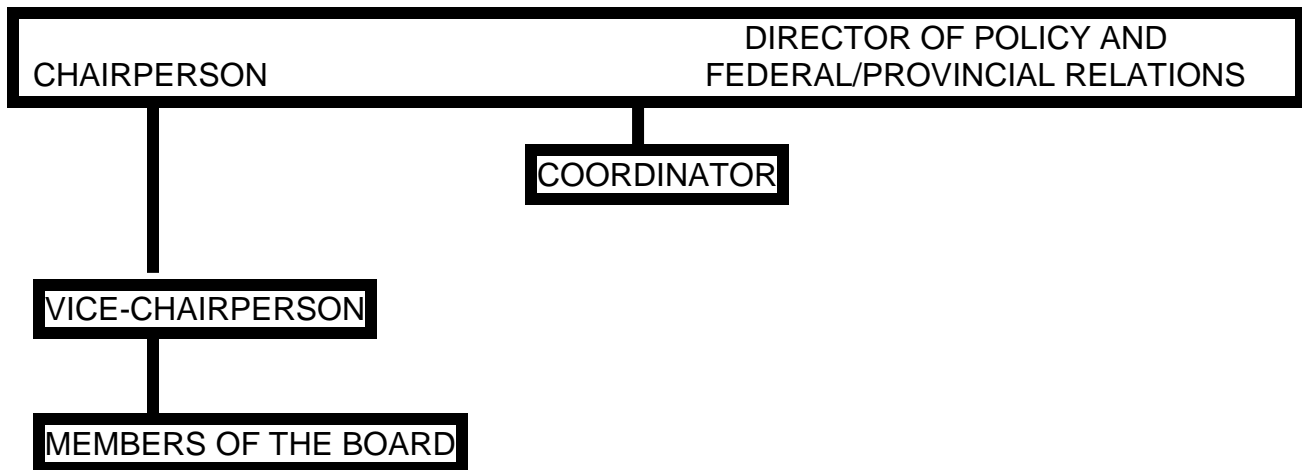 DIRECTOR OF POLICY AND
CHAIRPERSON FEDERAL/PROVINCIAL RELATIONS
COORDINATOR
VICE-CHAIRPERSON
MEMBERS OF THE BOARD